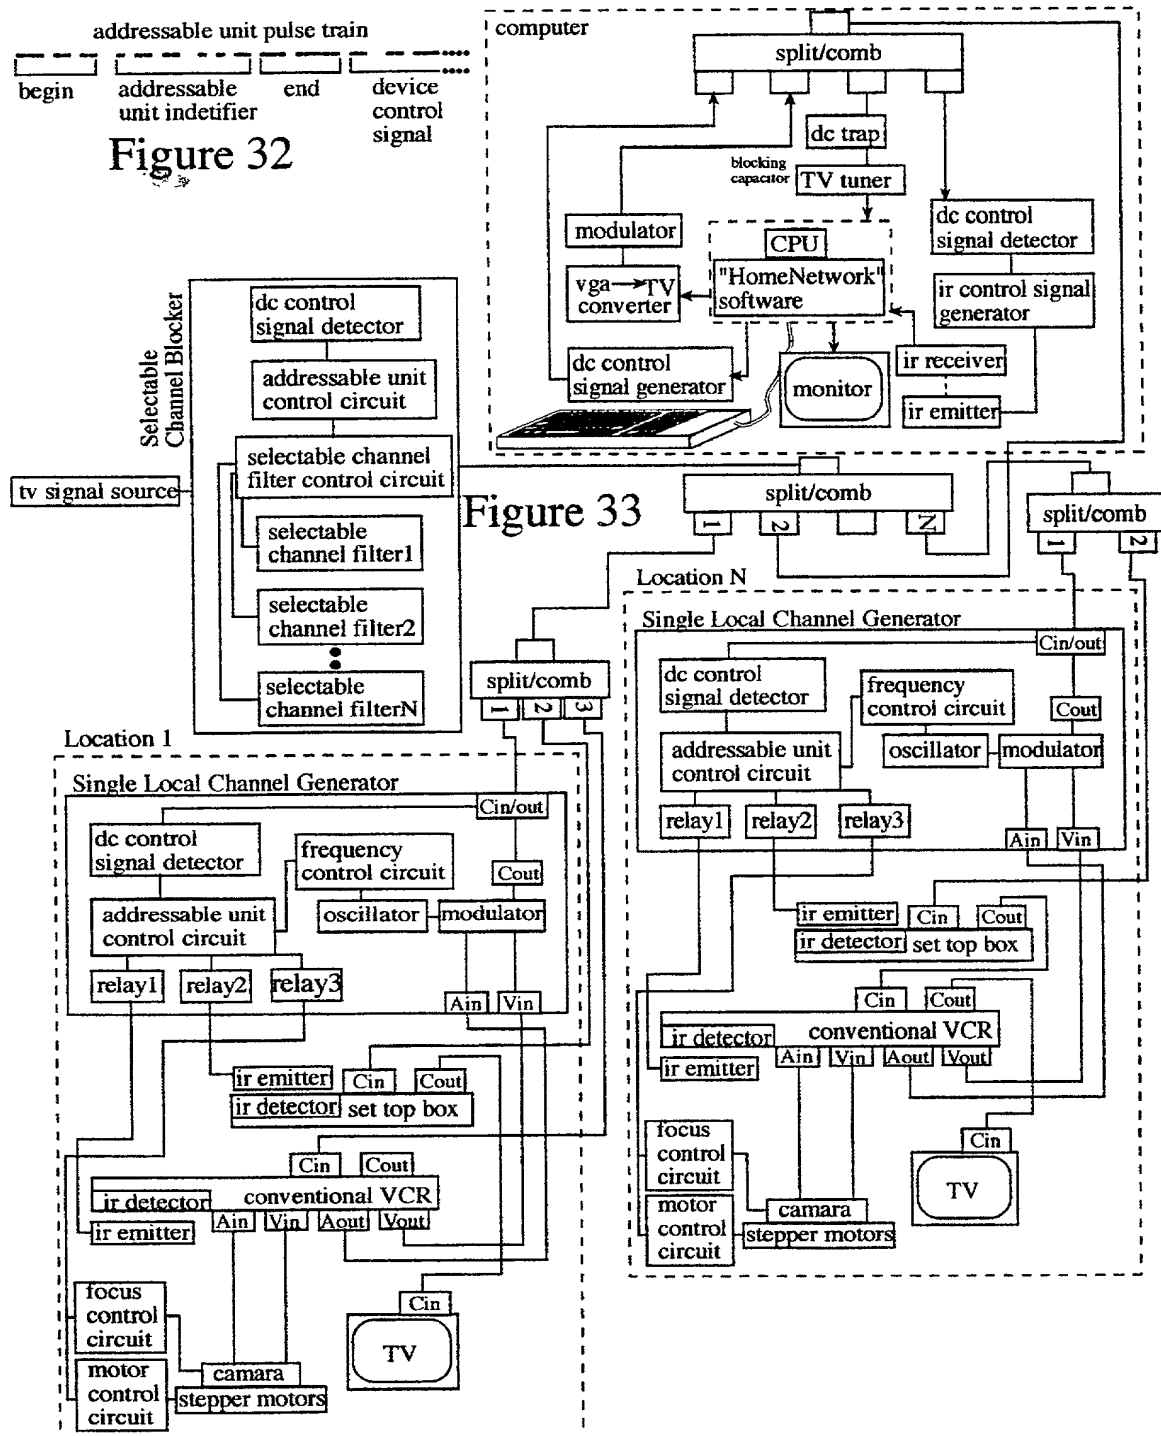 addressable unit pulse train
begin
addressable
unit indetifier
end
device
control
signal
Figure 32
computer
split/comb
dc trap
blocking
capacitor
TV tuner
modulator
CPU
"HomeNetwork"
software
vga→TV
converter
dc control
signal detector
ir control signal
generator
dc control
signal generator
monitor
ir receiver
ir emitter
Selectable
Channel Blocker
dc control
signal detector
addressable unit
control circuit
selectable channel
filter control circuit
tv signal source
selectable
channel filter1
selectable
channel filter2
selectable
channel filterN
Figure 33
split/comb
1
2
N
split/comb
1
2
split/comb
1
2
3
Location N
Single Local Channel Generator
Cin/out
dc control
signal detector
frequency
control circuit
Cout
addressable unit
control circuit
oscillator
modulator
relay1
relay2
relay3
Ain
Vin
ir emitter
Cin
Cout
ir detector
set top box
Cin
Cout
ir detector
conventional VCR
ir emitter
Ain
Vin
Aout
Vout
focus
control
circuit
Cin
TV
motor
control
circuit
camara
stepper motors
Location 1
Single Local Channel Generator
Cin/out
dc control
signal detector
frequency
control circuit
Cout
addressable unit
control circuit
oscillator
modulator
relay1
relay2
relay3
Ain
Vin
ir emitter
Cin
Cout
ir detector
set top box
Cin
Cout
ir detector
conventional VCR
ir emitter
Ain
Vin
Aout
Vout
focus
control
circuit
Cin
TV
motor
control
circuit
camara
stepper motors